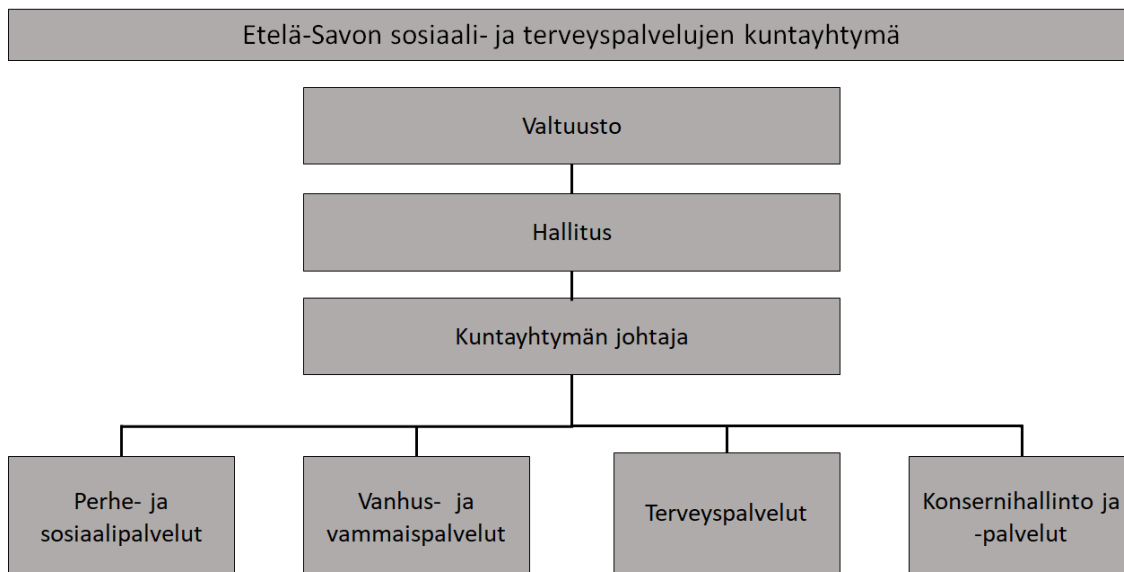 Etelä-Savon sosiaali- ja terveyspalvelujen kuntayhtymä
Valtuusto
Hallitus
Kuntayhtymän johtaja
Perhe- ja
sosiaalipalvelut
Vanhus- ja
vammaispalvelut
Terveyspalvelut
Konsernihallinto ja
-palvelut